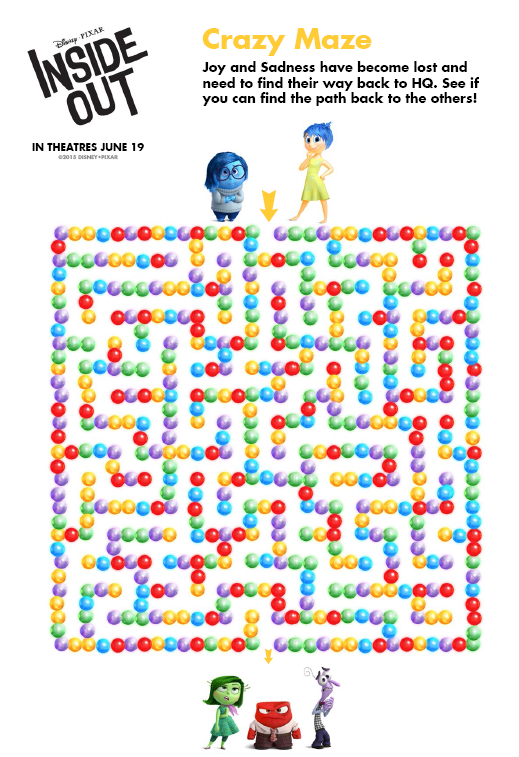 Disney · PIXAR
INSIDE
OUT
IN THEATRES JUNE 19
©2015 DISNEY•PIXAR
Crazy Maze
Joy and Sadness have become lost and
need to find their way back to HQ. See if
you can find the path back to the others!